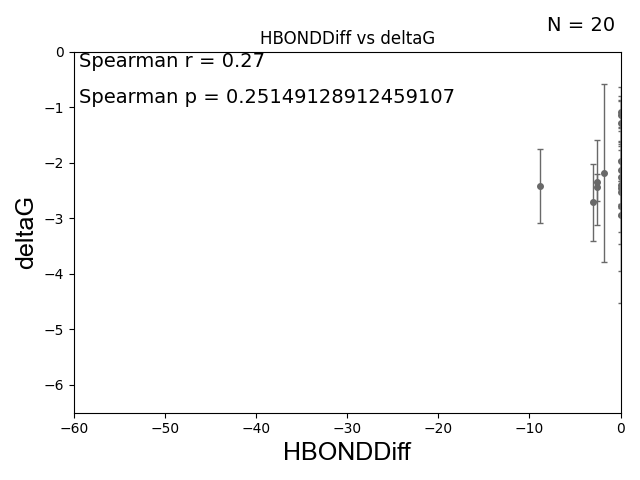 N = 20
HBONDDiff vs deltaG
Spearman r = 0.27
Spearman p = 0.25149128912459107
deltaG
0
−1
−2
−3
−4
−5
−6
−60
−50
−40
−30
−20
−10
0
HBONDDiff